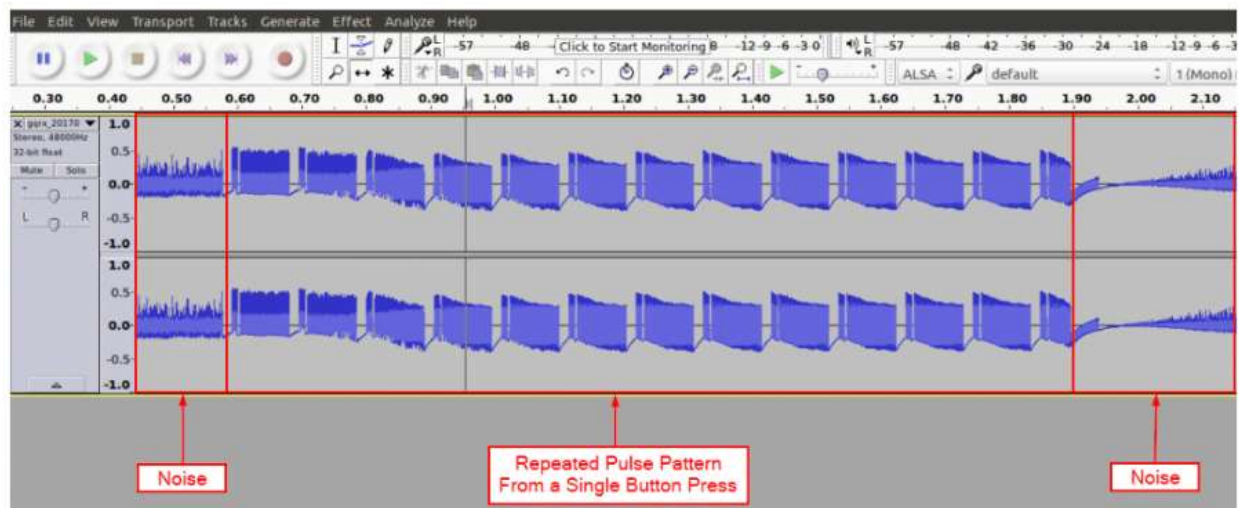 File Edit View Transport Tracks Generate Effect Analyze Help
L R -57 -48 Click to Start Monitoring 8 -12 -9 -6 -3 0 L R -57 -48 -42 -36 -30 -24 -18 -12 -9 -6 -3
ALSA default 1 (Mono)
0.30 0.40 0.50 0.60 0.70 0.80 0.90 1.00 1.10 1.20 1.30 1.40 1.50 1.60 1.70 1.80 1.90 2.00 2.10
X gqrx_20170 1.0
Stereo, 48000Hz
32-bit float 0.5
Mute Solo
- + 0.0
L R -0.5
-1.0
1.0
0.5
0.0
-0.5
-1.0
Noise
Repeated Pulse Pattern
From a Single Button Press
Noise